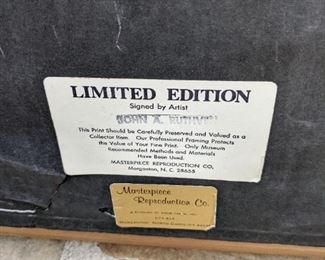 LIMITED EDITION
Signed by Artist
JOHN A. RUTHVEN
This Print Should be Carefully Preserved and Valued as a
Collector Item. Our Professional Framing Protects
the Value of Your Fine Print. Only Museum
Recommended Methods and Materials
Have Been Used.
MASTERPIECE REPRODUCTION CO.
Morganton, N. C. 28655
Masterpiece
Reproduction Co.